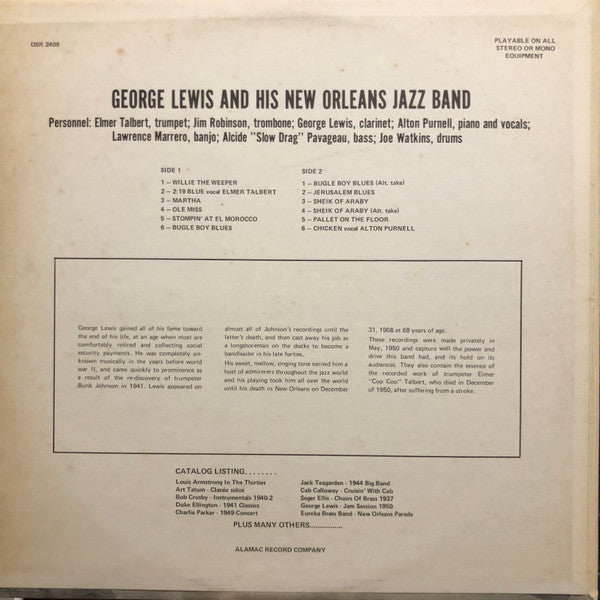 QSR 2409
PLAYABLE ON ALL
STEREO OR MONO
EQUIPMENT
GEORGE LEWIS AND HIS NEW ORLEANS JAZZ BAND
Personnel: Elmer Talbert, trumpet; Jim Robinson, trombone; George Lewis, clarinet; Alton Purnell, piano and vocals;
Lawrence Marrero, banjo; Alcide "Slow Drag" Pavageau, bass; Joe Watkins, drums
SIDE 1
1 – WILLIE THE WEEPER
2 – 2:19 BLUE vocal ELMER TALBERT
3 – MARTHA
4 – OLE MISS
5 – STOMPIN' AT EL MOROCCO
6 – BUGLE BOY BLUES
SIDE 2
1 – BUGLE BOY BLUES (Alt. take)
2 – JERUSALEM BLUES
3 – SHEIK OF ARABY
4 – SHEIK OF ARABY (Alt. take)
5 – PALLET ON THE FLOOR
6 – CHICKEN vocal ALTON PURNELL
George Lewis gained all of his fame toward
the end of his life, at an age when most are
comfortably retired and collecting social
security payments. He was completely un-
known musically in the years before world
war II, and came quickly to prominence as
a result of the re-discovery of trumpeter
Bunk Johnson in 1941. Lewis appeared on
almost all of Johnson's recordings until the
latter's death, and then cast away his job as
a longshoreman on the docks to become a
bandleader in his late forties.
His sweet, mellow, singing tone earned him a
host of admirerers throughout the jazz world
and his playing took him all over the world
until his death in New Orleans on December
31, 1968 at 68 years of age.
These recordings were made privately in
May, 1950 and capture well the power and
drive this band had, and its hold on its
audiences. They also contain the essence of
the recorded work of trumpeter Elmer
"Coo Coo" Talbert, who died in December
of 1950, after suffering from a stroke.
CATALOG LISTING........
Louis Armstrong In The Thirties
Art Tatum - Classic solos
Bob Crosby - Instrumentals 1940-2
Duke Ellington - 1941 Classics
Charlie Parker - 1949 Concert
Jack Teagarden - 1944 Big Band
Cab Calloway - Cruisin' With Cab
Seger Ellis - Choirs Of Brass 1937
George Lewis - Jam Session 1950
Eureka Brass Band - New Orleans Parade
PLUS MANY OTHERS..............
ALAMAC RECORD COMPANY